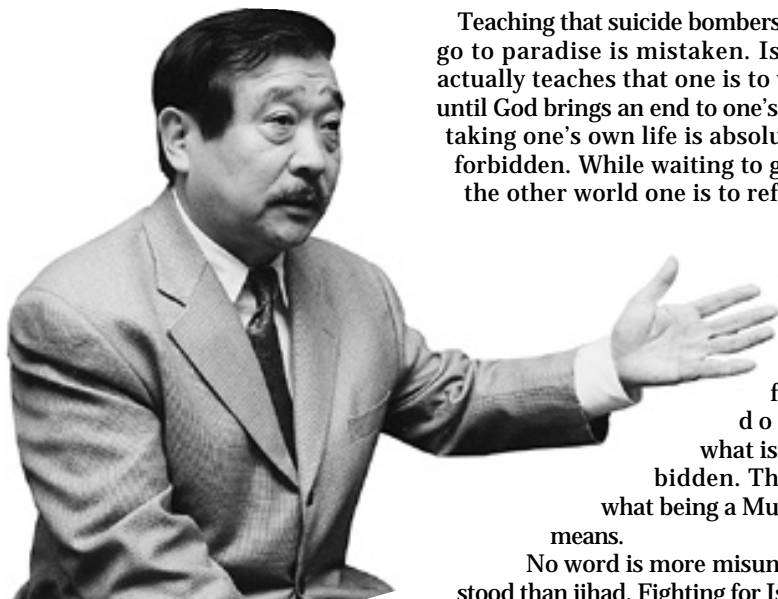 Teaching that suicide bombers
go to paradise is mistaken. Is
actually teaches that one is to
until God brings an end to one's
taking one's own life is absolu
forbidden. While waiting to g
the other world one is to ref
f
do
what is
bidden. Th
what being a Mu
means.
No word is more misun
stood than jihad. Fighting for Is